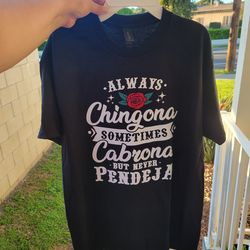 ALWAYS
Chingona
SOMETIMES
Cabrona
BUT NEVER
PENDEJA